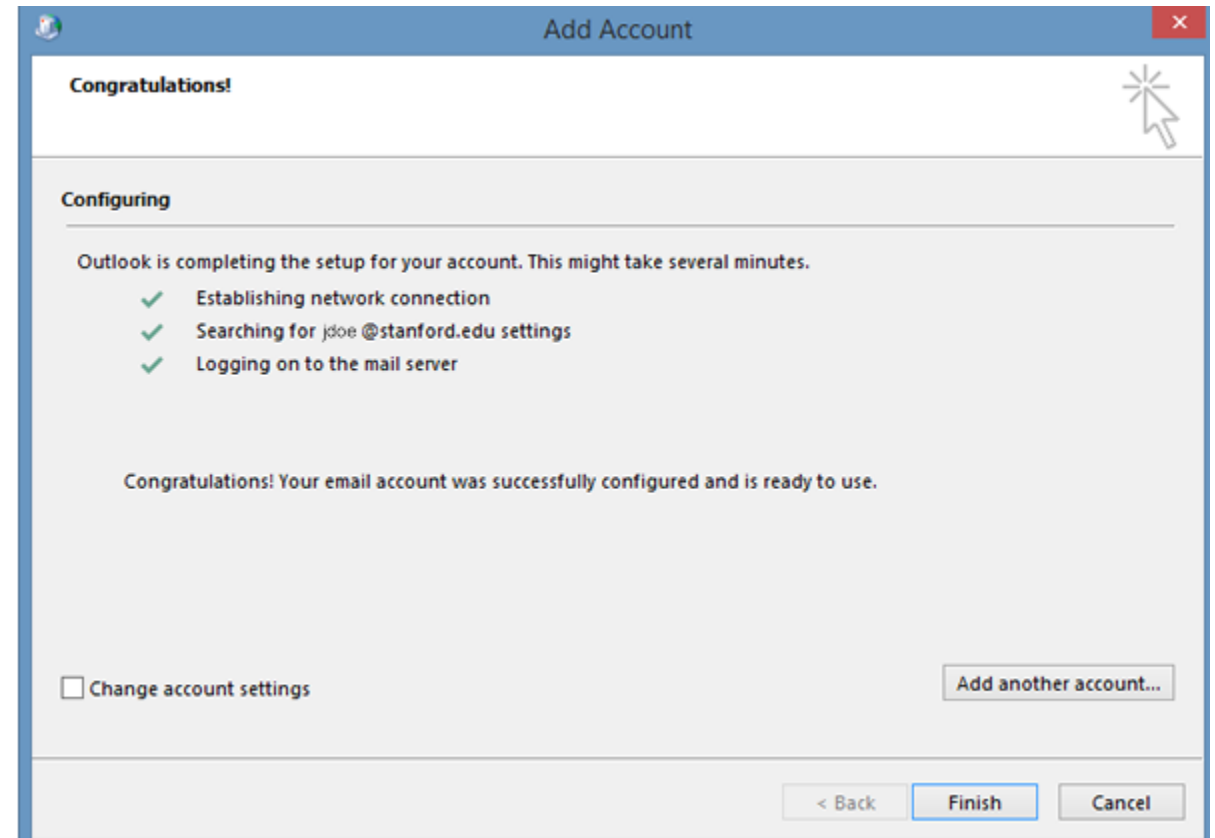 Add Account
Congratulations!
Configuring
Outlook is completing the setup for your account. This might take several minutes.
Establishing network connection
Searching for jdoe @stanford.edu settings
Logging on to the mail server
Congratulations! Your email account was successfully configured and is ready to use.
Change account settings
Add another account...
< Back Finish Cancel